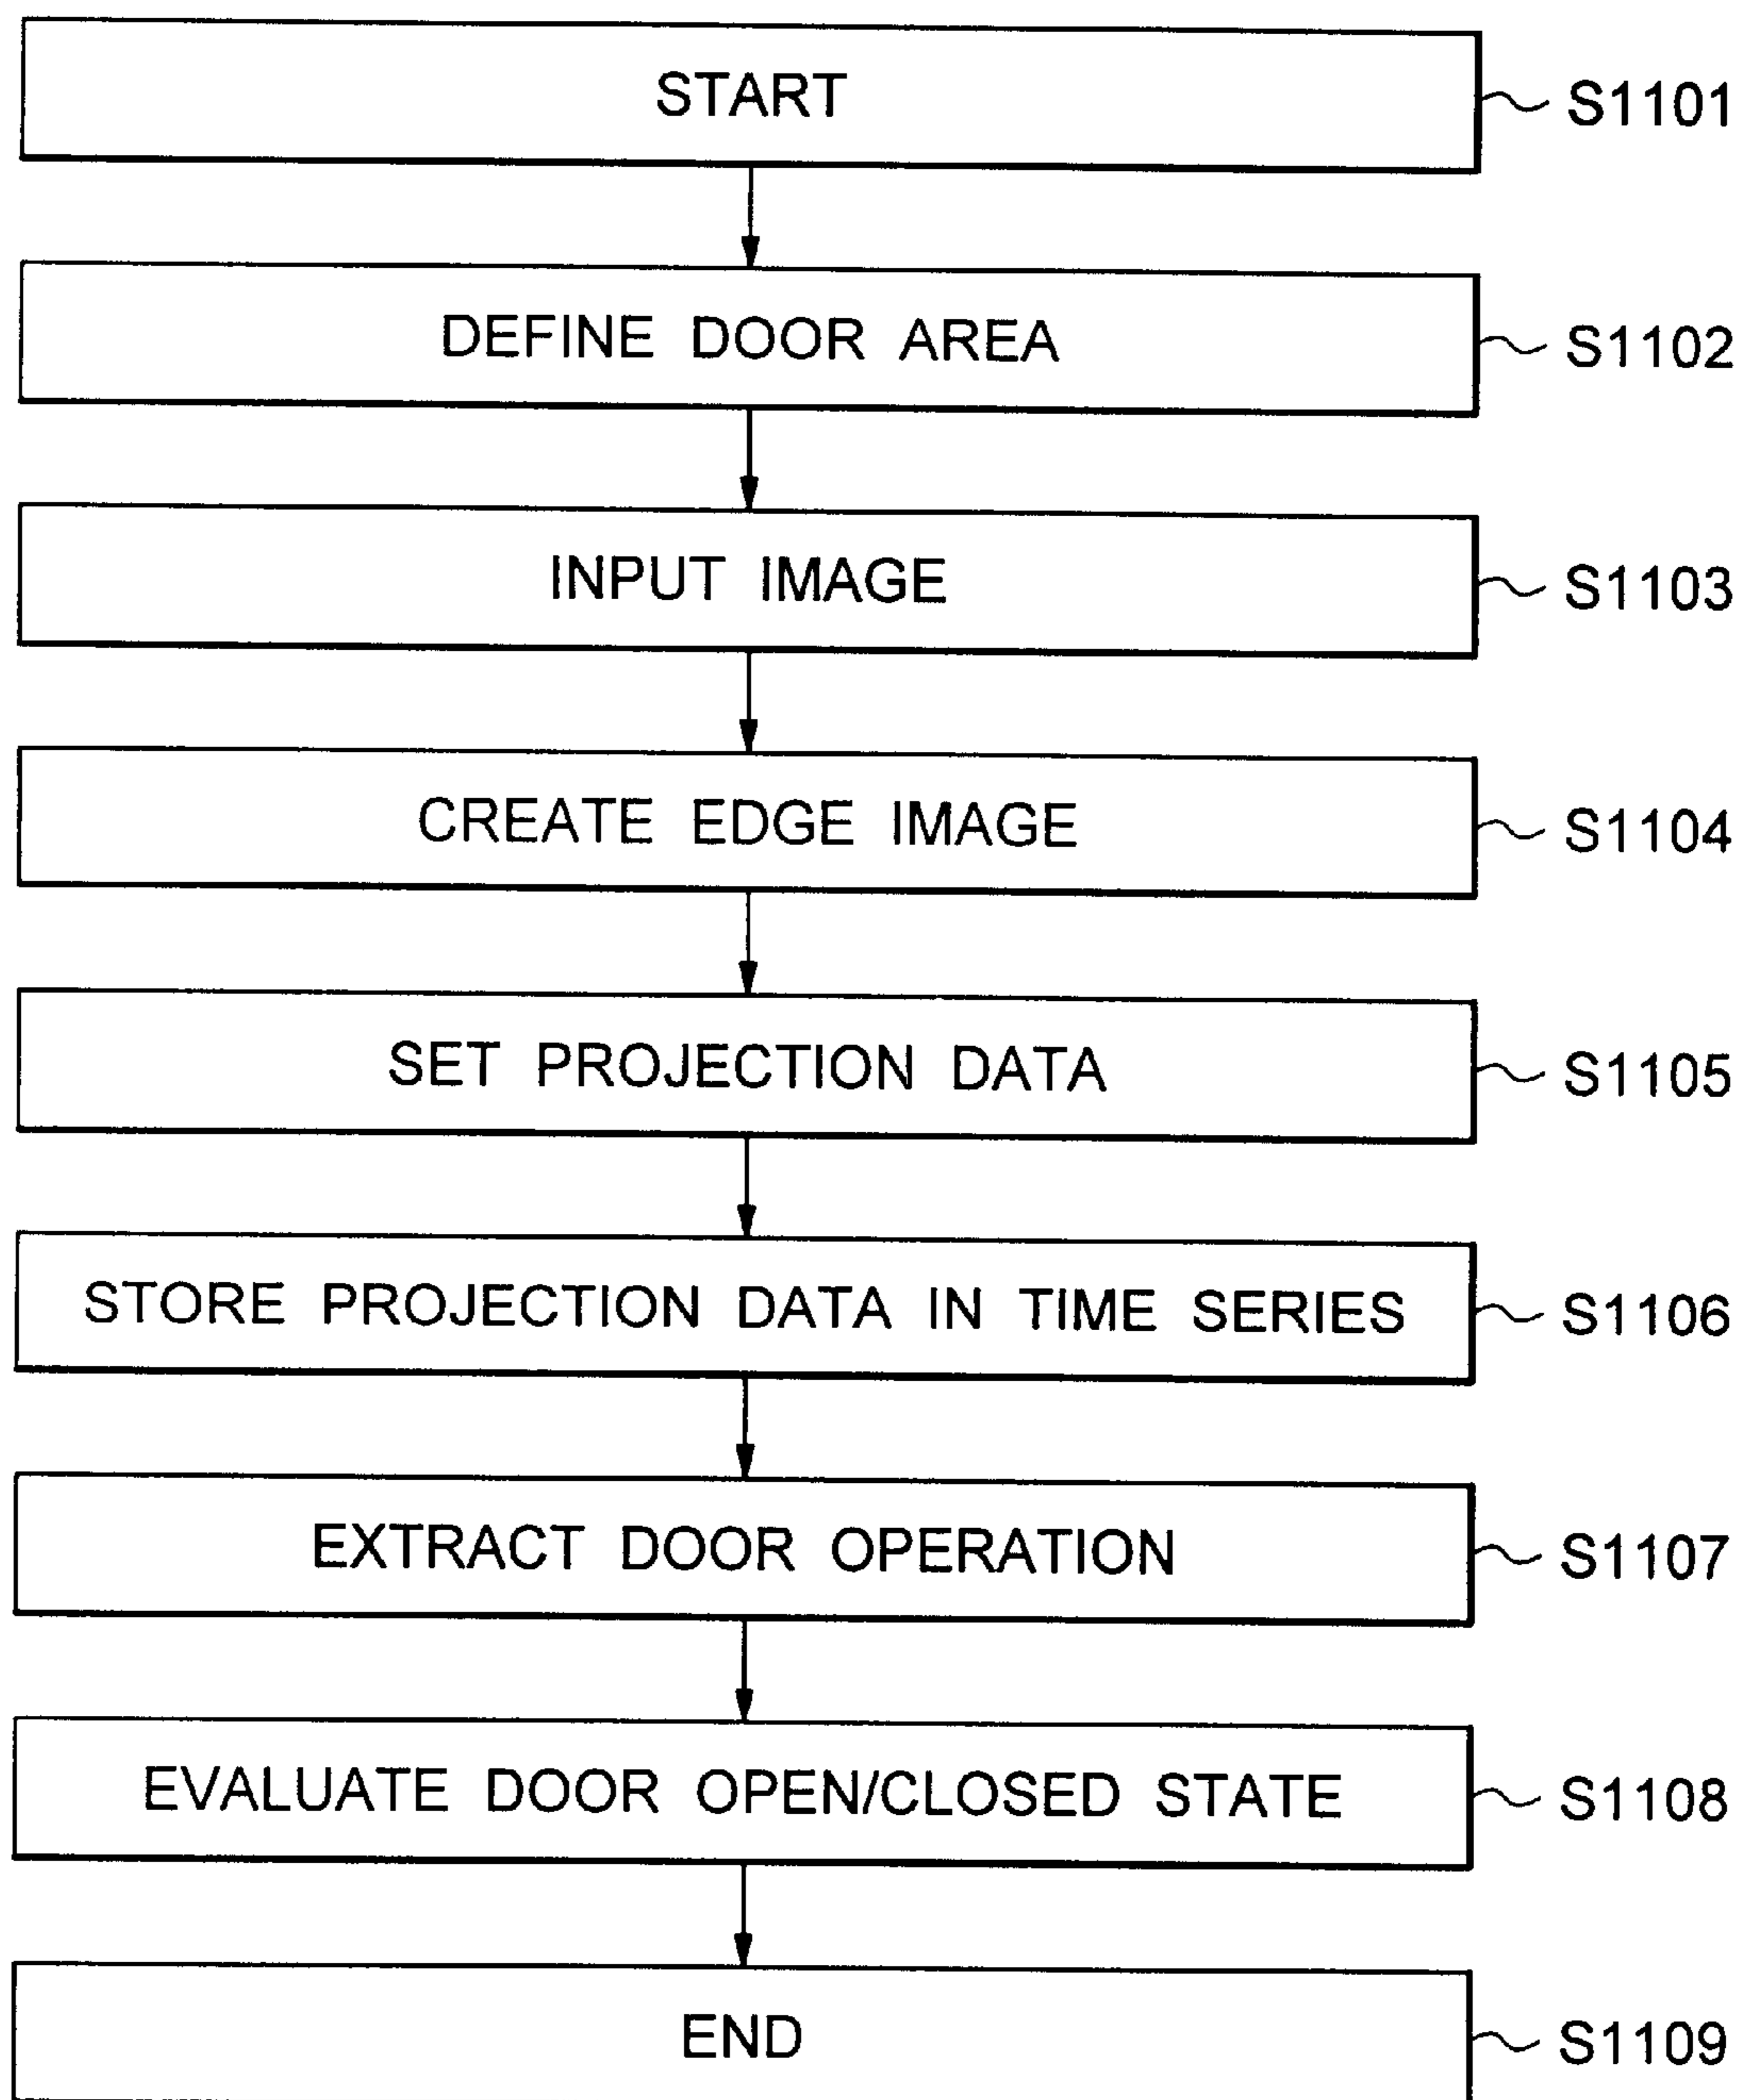 START S1101
DEFINE DOOR AREA S1102
INPUT IMAGE S1103
CREATE EDGE IMAGE S1104
SET PROJECTION DATA S1105
STORE PROJECTION DATA IN TIME SERIES S1106
EXTRACT DOOR OPERATION S1107
EVALUATE DOOR OPEN/CLOSED STATE S1108
END S1109